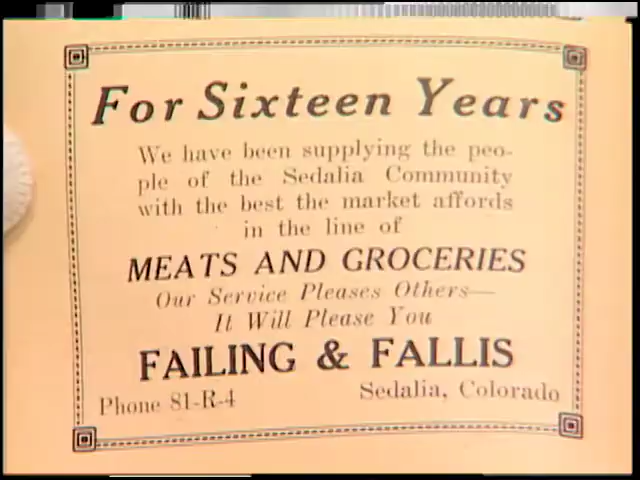 For Sixteen Years
We have been supplying the peo-
ple of the Sedalia Community
with the best the market affords
in the line of
MEATS AND GROCERIES
Our Service Pleases Others—
It Will Please You
FAILING & FALLIS
Phone 81-R-4 Sedalia, Colorado